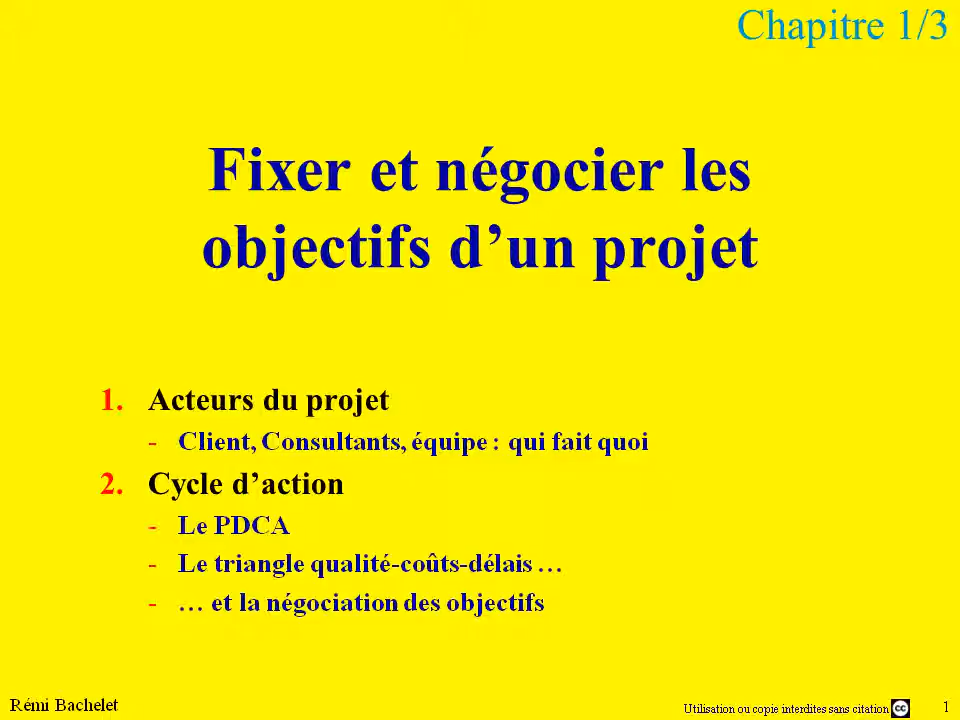 Chapitre 1/3
Fixer et négocier les
objectifs d’un projet
1. Acteurs du projet
- Client, Consultants, équipe : qui fait quoi
2. Cycle d’action
- Le PDCA
- Le triangle qualité-coûts-délais …
- … et la négociation des objectifs
Rémi Bachelet
Utilisation ou copie interdites sans citation
cc
1